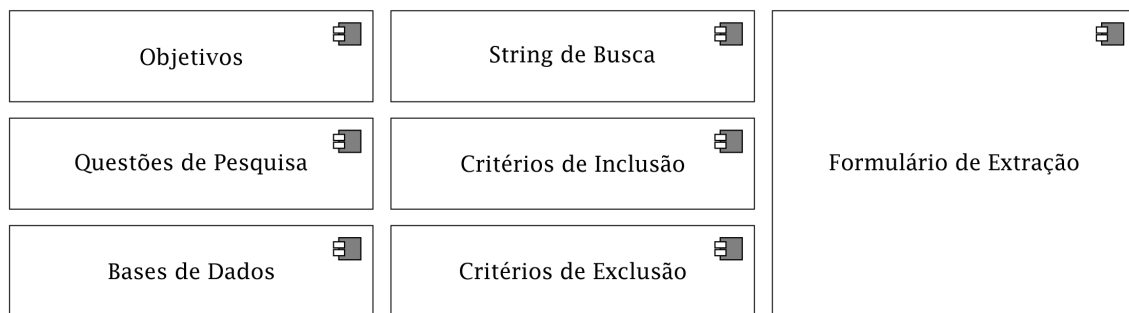 Objetivos
String de Busca
Questões de Pesquisa
Critérios de Inclusão
Formulário de Extração
Bases de Dados
Critérios de Exclusão